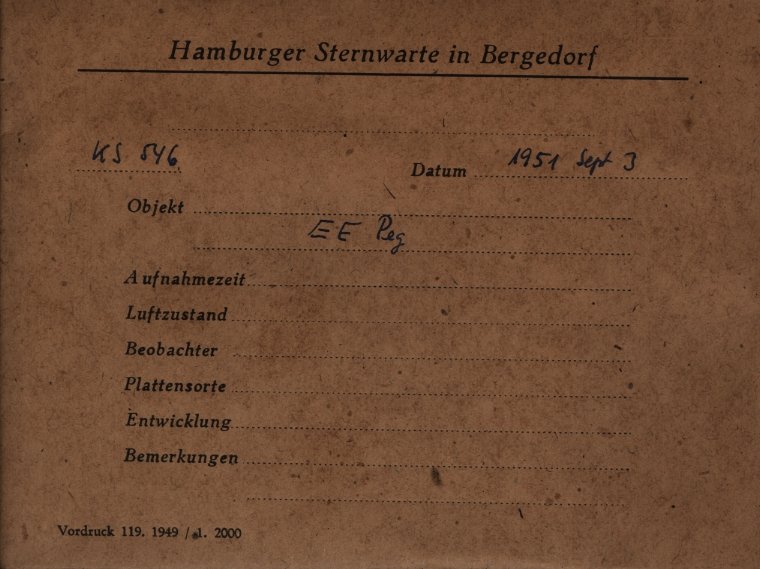 Hamburger Sternwarte in Bergedorf
KS 546 Datum 1951 Sept 3
Objekt
EE Peg
Aufnahmezeit
Luftzustand
Beobachter
Plattensorte
Entwicklung
Bemerkungen
Vordruck 119. 1949 / 1. 2000